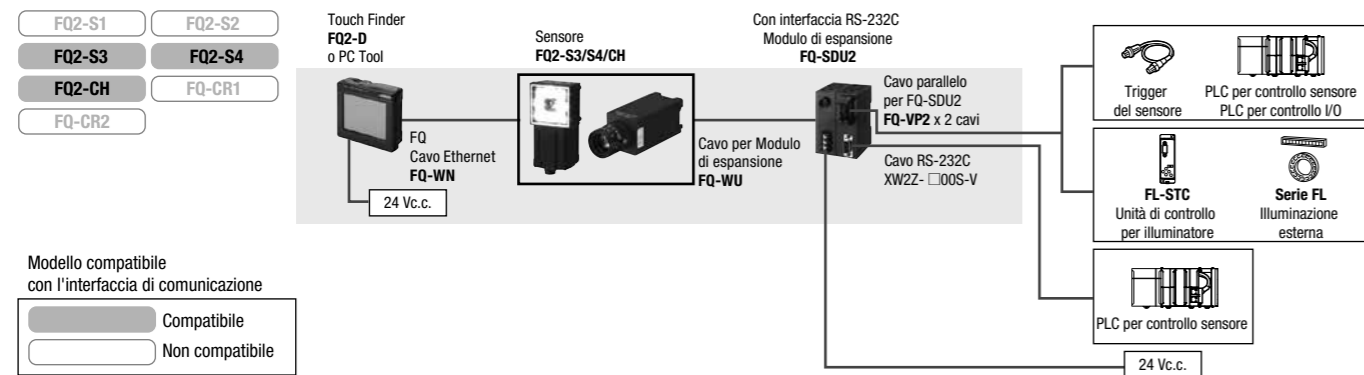 FQ2-S1
FQ2-S2
FQ2-S3
FQ2-S4
FQ2-CH
FQ-CR1
FQ-CR2
Touch Finder
FQ2-D
o PC Tool
Sensore
FQ2-S3/S4/CH
Con interfaccia RS-232C
Modulo di espansione
FQ-SDU2
FQ
Cavo Ethernet
FQ-WN
24 Vc.c.
Cavo per Modulo
di espansione
FQ-WU
Cavo parallelo
per FQ-SDU2
FQ-VP2 x 2 cavi
Cavo RS-232C
XW2Z- □00S-V
Trigger
del sensore
PLC per controllo sensore
PLC per controllo I/O
FL-STC
Unità di controllo
per illuminatore
Serie FL
Illuminazione
esterna
PLC per controllo sensore
24 Vc.c.
Modello compatibile
con l'interfaccia di comunicazione
Compatibile
Non compatibile